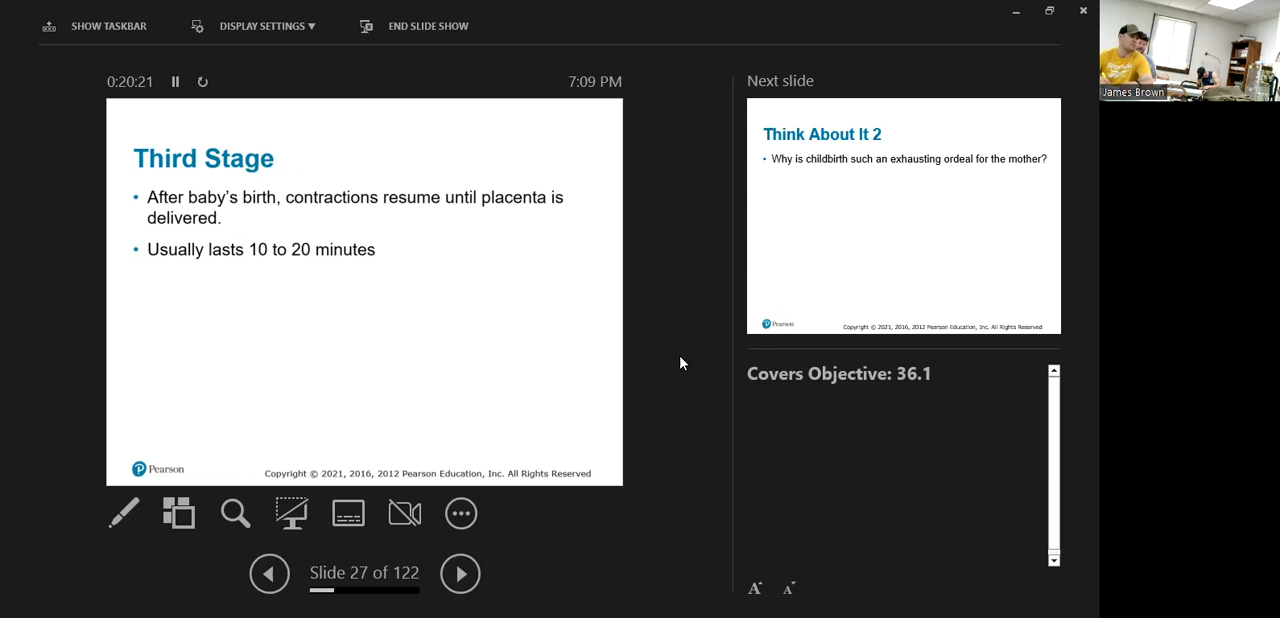 SHOW TASKBAR
DISPLAY SETTINGS ▼
END SLIDE SHOW
0:20:21
7:09 PM
Third Stage
• After baby's birth, contractions resume until placenta is
delivered.
• Usually lasts 10 to 20 minutes
P Pearson
Copyright © 2021, 2016, 2012 Pearson Education, Inc. All Rights Reserved
Slide 27 of 122
Next slide
Think About It 2
• Why is childbirth such an exhausting ordeal for the mother?
P Pearson
Copyright © 2021, 2016, 2012 Pearson Education, Inc. All Rights Reserved
Covers Objective: 36.1
A A
James Brown